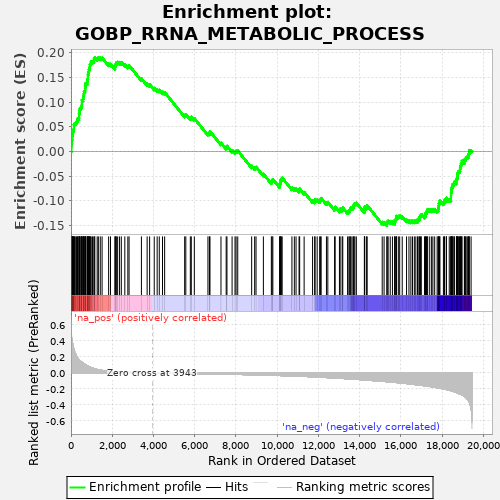 Enrichment plot:
GOBP_RRNA_METABOLIC_PROCESS
Enrichment score (ES)
0.20
0.15
0.10
0.05
0.00
-0.05
-0.10
-0.15
'na_pos' (positively correlated)
Ranked list metric (PreRanked)
0.6
0.4
0.2
0.0
-0.2
-0.4
-0.6
Zero cross at 3943
'na_neg' (negatively correlated)
0 2,000 4,000 6,000 8,000 10,000 12,000 14,000 16,000 18,000 20,000
Rank in Ordered Dataset
Enrichment profile Hits Ranking metric scores